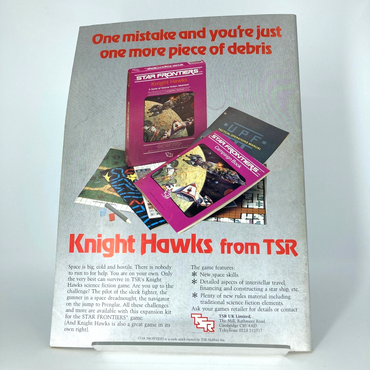 One mistake and you're just
one more piece of debris
STAR FRONTIERS
Knight Hawks
UPF
STAR FRONTIERS
Campaign Book
Knight Hawks from TSR
Space is big, cold and hostile. There is nobody
to run to for help. You are on your own. Only
the very best can survive in TSR's Knight
Hawks science fiction game. Are you up to the
challenge? The pilot of the sleek fighter, the
gunner in a space dreadnought, the navigator
on the jump to Prenglar. All these challenges
and more are available with this expansion kit
for the STAR FRONTIERS game.
(And Knight Hawks is also a great game in its
own right).
The game features:
New space skills
Detailed aspects of interstellar travel,
financing and constructing a star ship, etc.
Plenty of new rules material including
traditional science fiction elements.
Ask your games retailer for details or contact
TSR
TSR UK Limited,
The Mill, Rathmore Road,
Cambridge CB1 4AD